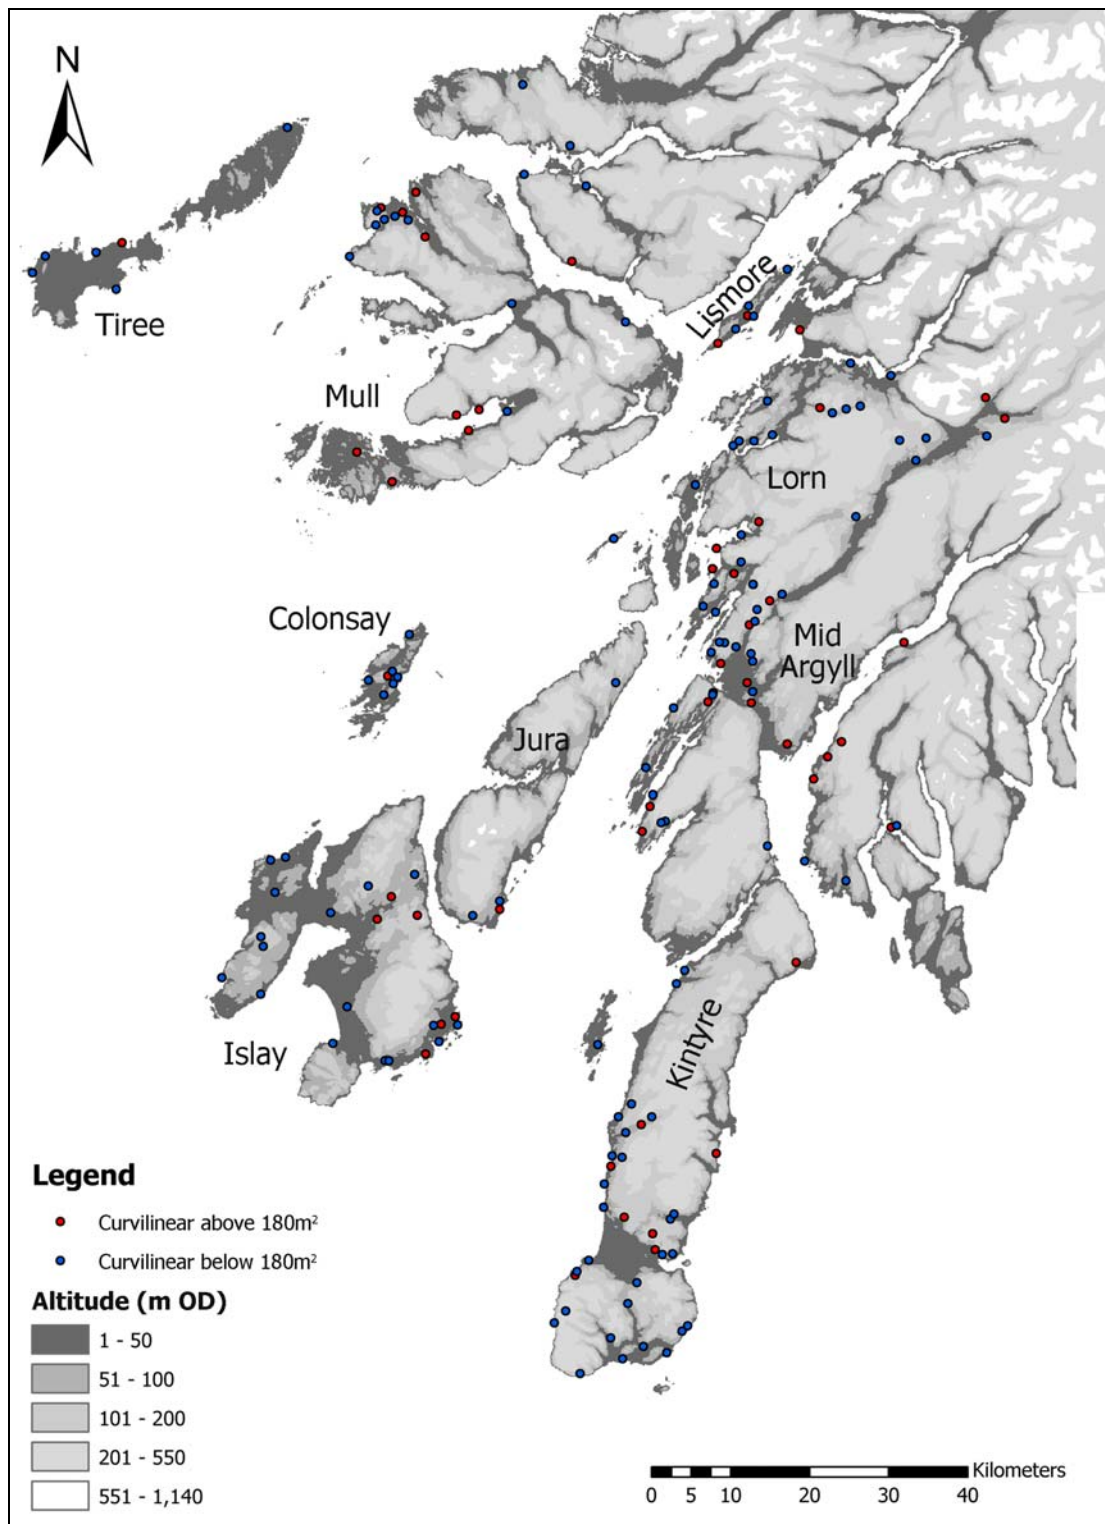 N
Tiree
Lismore
Mull
Lorn
Colonsay
Mid
Argyll
Jura
Islay
Kintyre
Legend
Curvilinear above 180m²
Curvilinear below 180m²
Altitude (m OD)
1 - 50
51 - 100
101 - 200
201 - 550
551 - 1,140
Kilometers
0 5 10 20 30 40